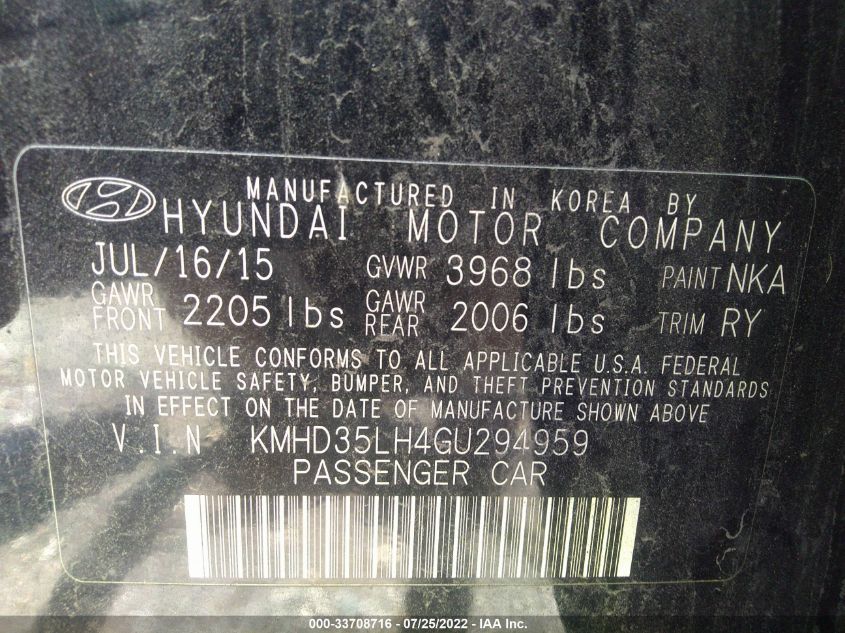 MANUFACTURED IN KOREA BY
HYUNDAI MOTOR COMPANY
JUL/16/15 GVWR 3968 lbs PAINT NKA
GAWR FRONT 2205 lbs GAWR REAR 2006 lbs TRIM RY
THIS VEHICLE CONFORMS TO ALL APPLICABLE U.S.A. FEDERAL
MOTOR VEHICLE SAFETY, BUMPER, AND THEFT PREVENTION STANDARDS
IN EFFECT ON THE DATE OF MANUFACTURE SHOWN ABOVE
V.I.N KMHD35LH4GU294959
PASSENGER CAR
000-33708716 - 07/25/2022 - IAA Inc.